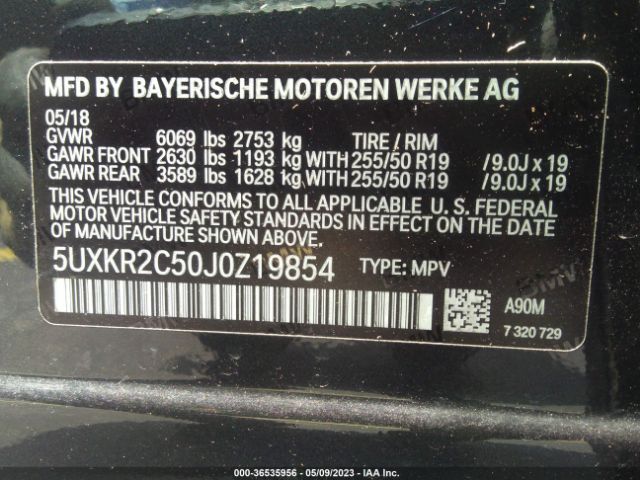 MFD BY BAYERISCHE MOTOREN WERKE AG
05/18
GVWR 6069 lbs 2753 kg TIRE / RIM
GAWR FRONT 2630 lbs 1193 kg WITH 255/50 R19 /9.0J x 19
GAWR REAR 3589 lbs 1628 kg WITH 255/50 R19 /9.0J x 19
THIS VEHICLE CONFORMS TO ALL APPLICABLE U. S. FEDERAL
MOTOR VEHICLE SAFETY STANDARDS IN EFFECT ON THE DATE
OF MANUFACTURE SHOWN ABOVE.
5UXKR2C50J0Z19854 TYPE: MPV
A90M
7 320 729
000-36535956 - 05/09/2023 - IAA Inc.